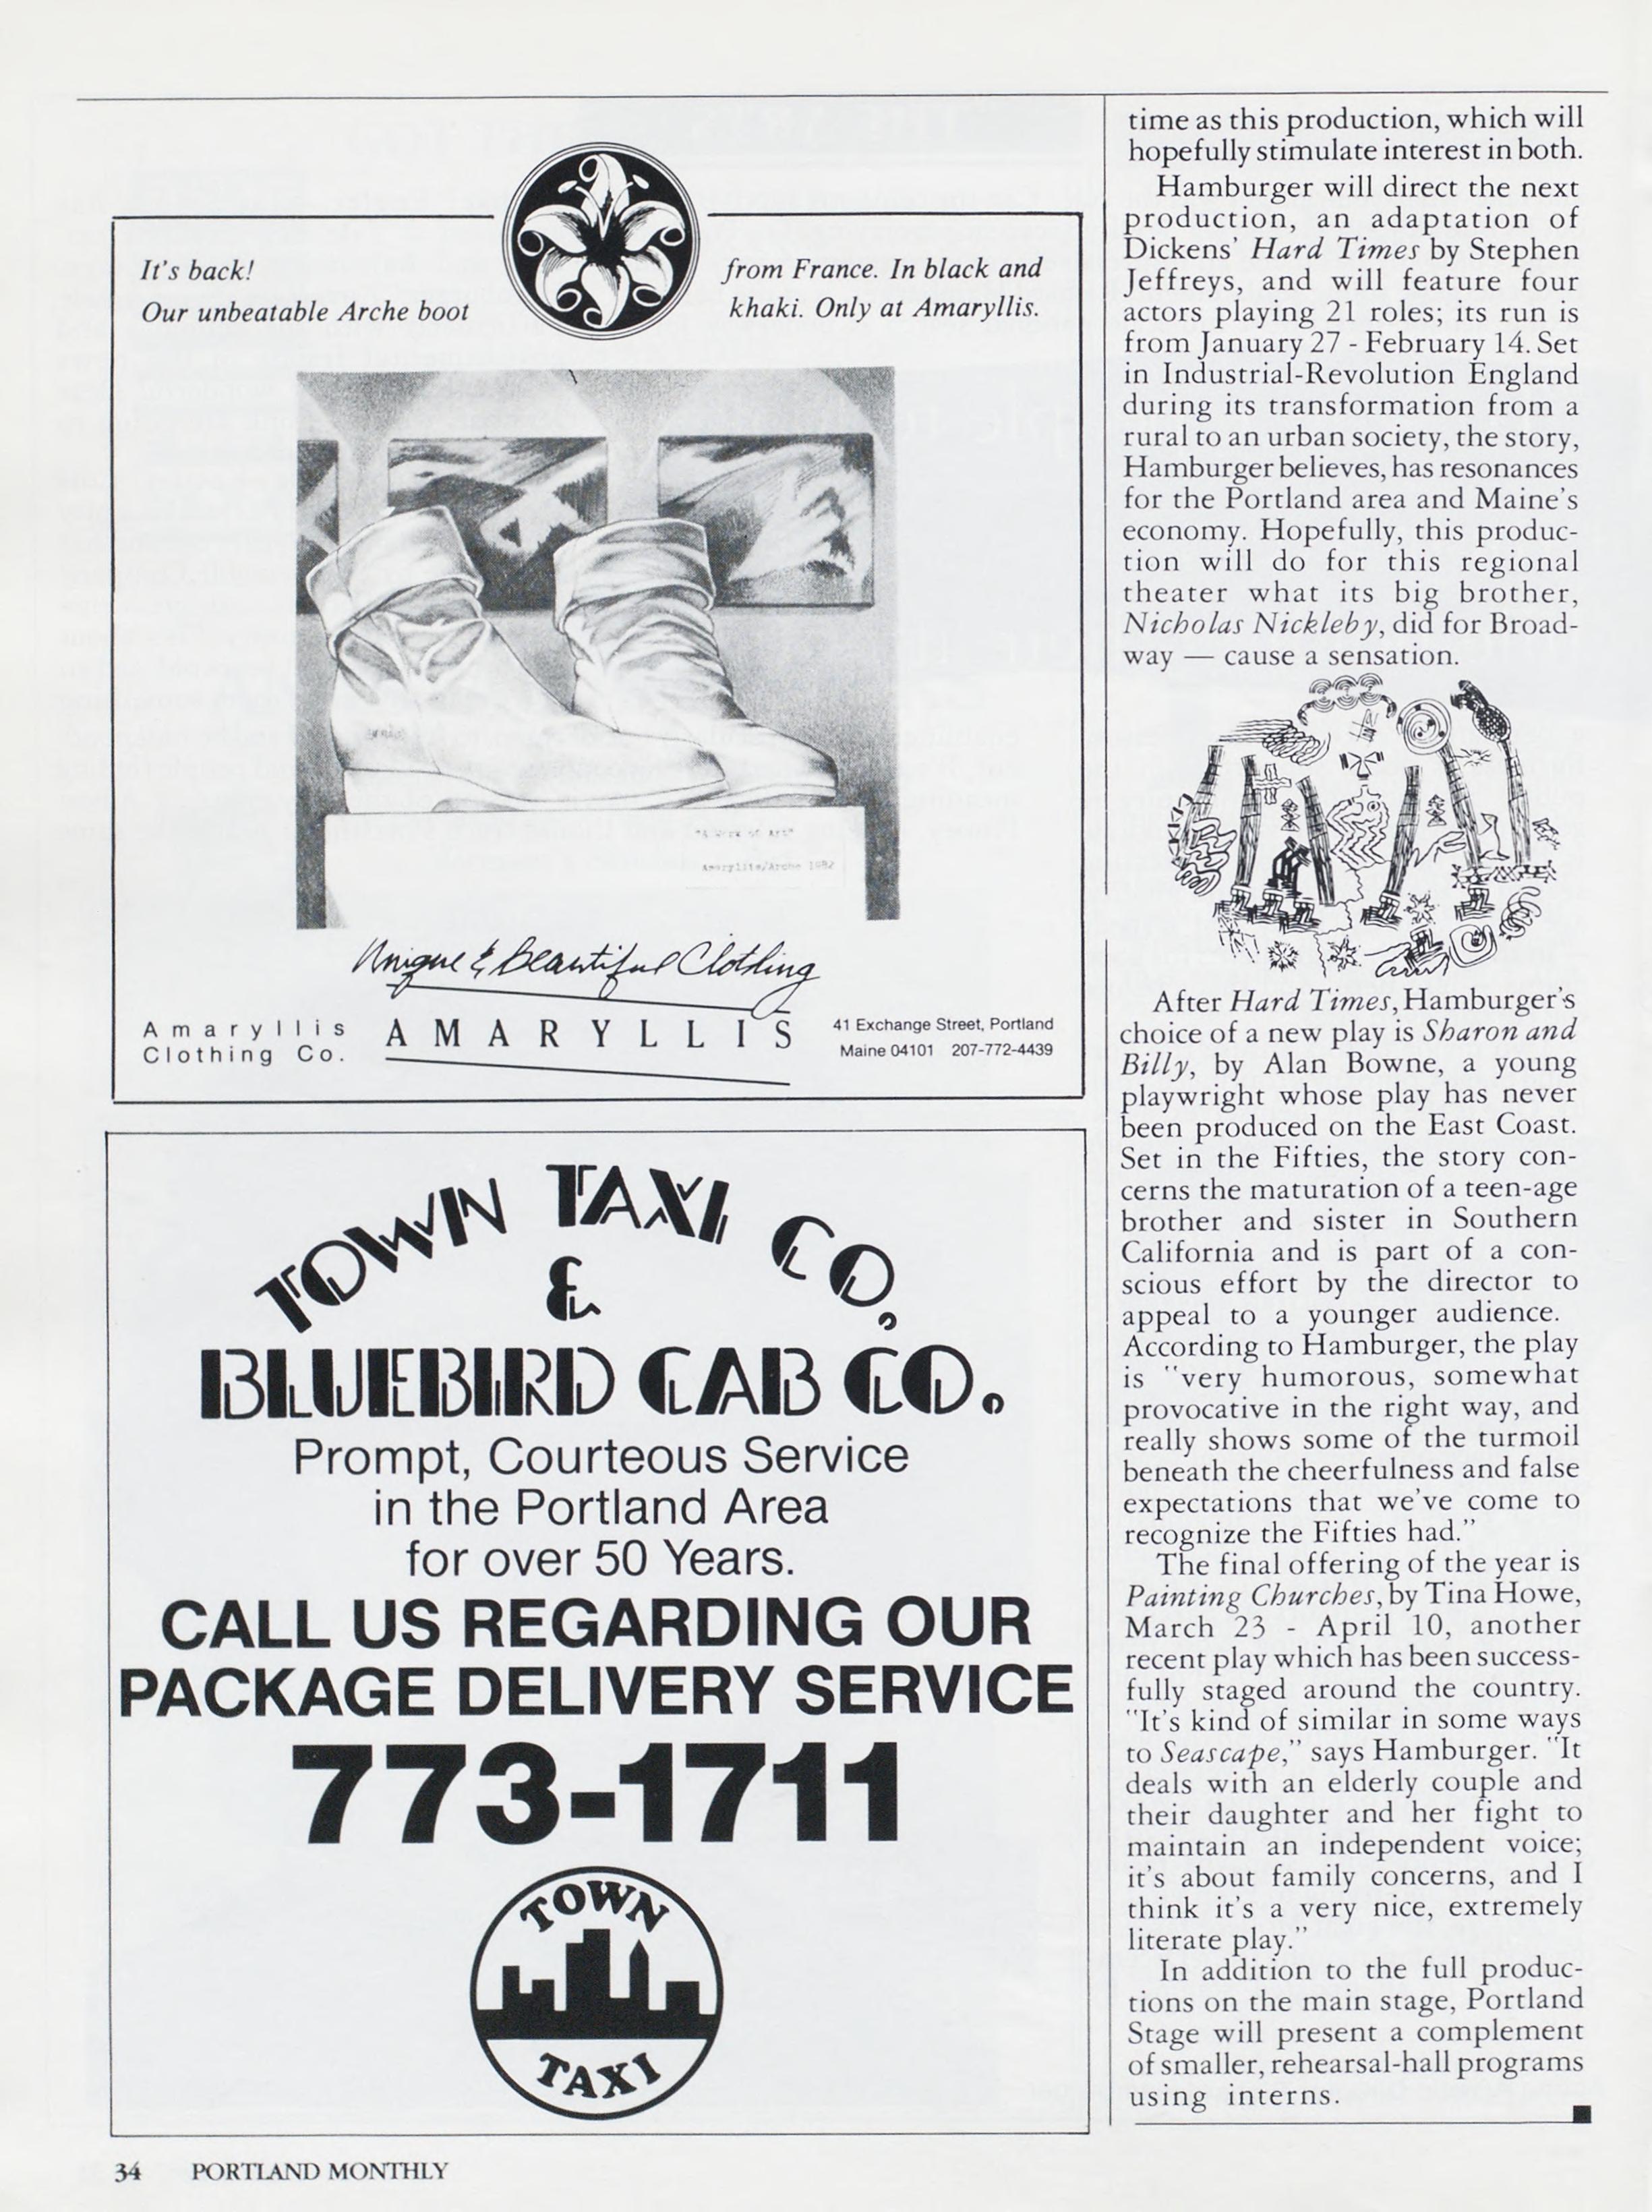 It's back!
Our unbeatable Arche boot
from France. In black and
khaki. Only at Amaryllis.
"A Work of Art"
Amaryllis/Arche 1982
Unique & Beautiful Clothing
Amaryllis
Clothing Co.
AMARYLLIS
41 Exchange Street, Portland
Maine 04101 207-772-4439
TOWN TAXI CO,
&
BLUEBIRD CAB CO.
Prompt, Courteous Service
in the Portland Area
for over 50 Years.
CALL US REGARDING OUR
PACKAGE DELIVERY SERVICE
773-1711
TOWN
TAXI
time as this production, which will
hopefully stimulate interest in both.
Hamburger will direct the next
production, an adaptation of
Dickens' Hard Times by Stephen
Jeffreys, and will feature four
actors playing 21 roles; its run is
from January 27 - February 14. Set
in Industrial-Revolution England
during its transformation from a
rural to an urban society, the story,
Hamburger believes, has resonances
for the Portland area and Maine's
economy. Hopefully, this produc-
tion will do for this regional
theater what its big brother,
Nicholas Nickleby, did for Broad-
way — cause a sensation.
After Hard Times, Hamburger's
choice of a new play is Sharon and
Billy, by Alan Bowne, a young
playwright whose play has never
been produced on the East Coast.
Set in the Fifties, the story con-
cerns the maturation of a teen-age
brother and sister in Southern
California and is part of a con-
scious effort by the director to
appeal to a younger audience.
According to Hamburger, the play
is "very humorous, somewhat
provocative in the right way, and
really shows some of the turmoil
beneath the cheerfulness and false
expectations that we've come to
recognize the Fifties had."
The final offering of the year is
Painting Churches, by Tina Howe,
March 23 - April 10, another
recent play which has been success-
fully staged around the country.
"It's kind of similar in some ways
to Seascape," says Hamburger. "It
deals with an elderly couple and
their daughter and her fight to
maintain an independent voice;
it's about family concerns, and I
think it's a very nice, extremely
literate play."
In addition to the full produc-
tions on the main stage, Portland
Stage will present a complement
of smaller, rehearsal-hall programs
using interns.
34 PORTLAND MONTHLY